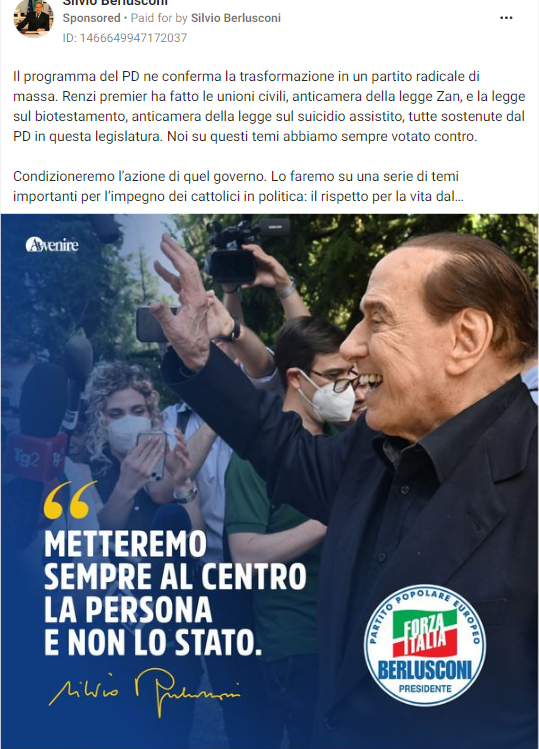 Silvio Berlusconi
Sponsored • Paid for by Silvio Berlusconi
ID: 1466649947172037
Il programma del PD ne conferma la trasformazione in un partito radicale di
massa. Renzi premier ha fatto le unioni civili, anticamera della legge Zan, e la legge
sul biotestamento, anticamera della legge sul suicidio assistito, tutte sostenute dal
PD in questa legislatura. Noi su questi temi abbiamo sempre votato contro.
Condizioneremo l’azione di quel governo. Lo faremo su una serie di temi
importanti per l’impegno dei cattolici in politica: il rispetto per la vita dal...
Avvenire
Tg2
“
METTEREMO
SEMPRE AL CENTRO
LA PERSONA
E NON LO STATO.
Silvio Berlusconi
PARTITO POPOLARE EUROPEO
FORZA
ITALIA
BERLUSCONI
PRESIDENTE